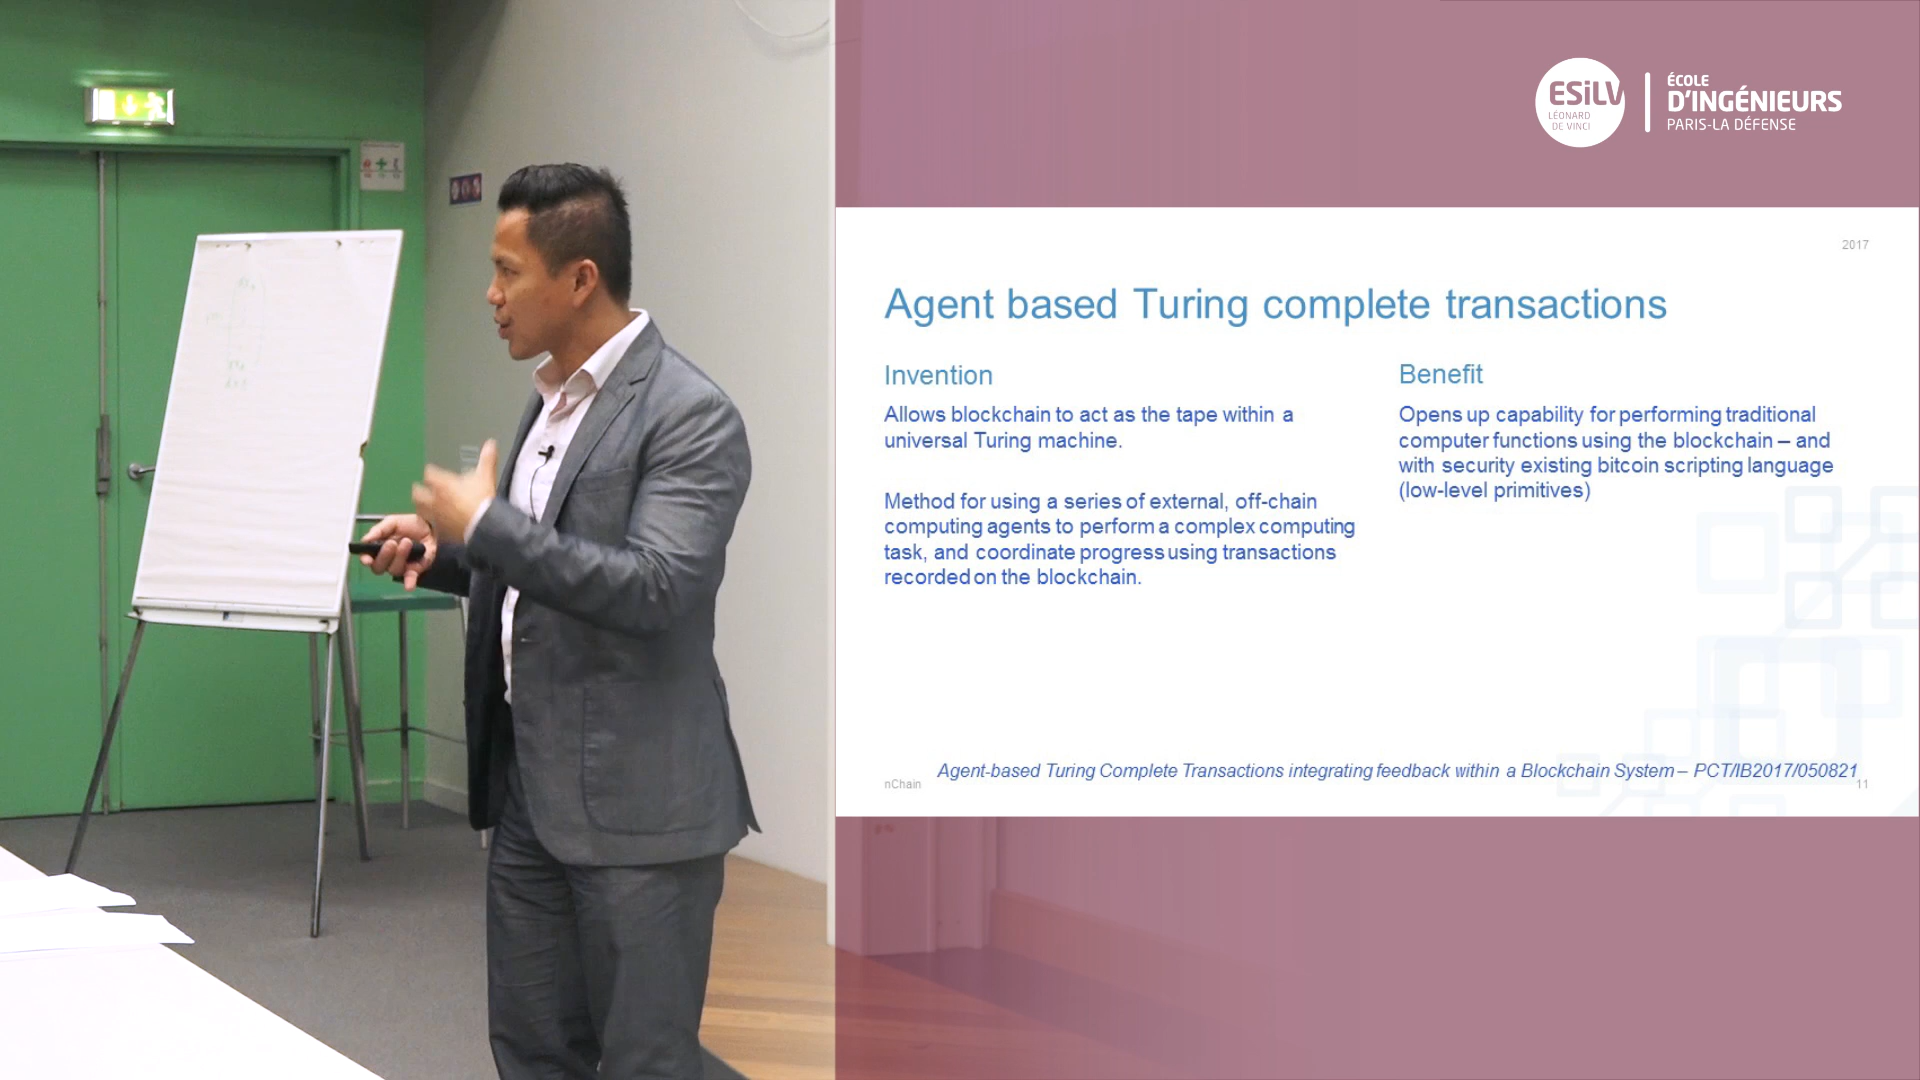 ESiLV
LÉONARD
DE VINCI
ÉCOLE
D'INGÉNIEURS
PARIS-LA DÉFENSE
2017
Agent based Turing complete transactions
Invention
Allows blockchain to act as the tape within a
universal Turing machine.
Method for using a series of external, off-chain
computing agents to perform a complex computing
task, and coordinate progress using transactions
recorded on the blockchain.
Benefit
Opens up capability for performing traditional
computer functions using the blockchain – and
with security existing bitcoin scripting language
(low-level primitives)
Agent-based Turing Complete Transactions integrating feedback within a Blockchain System – PCT/IB2017/050821
nChain
11